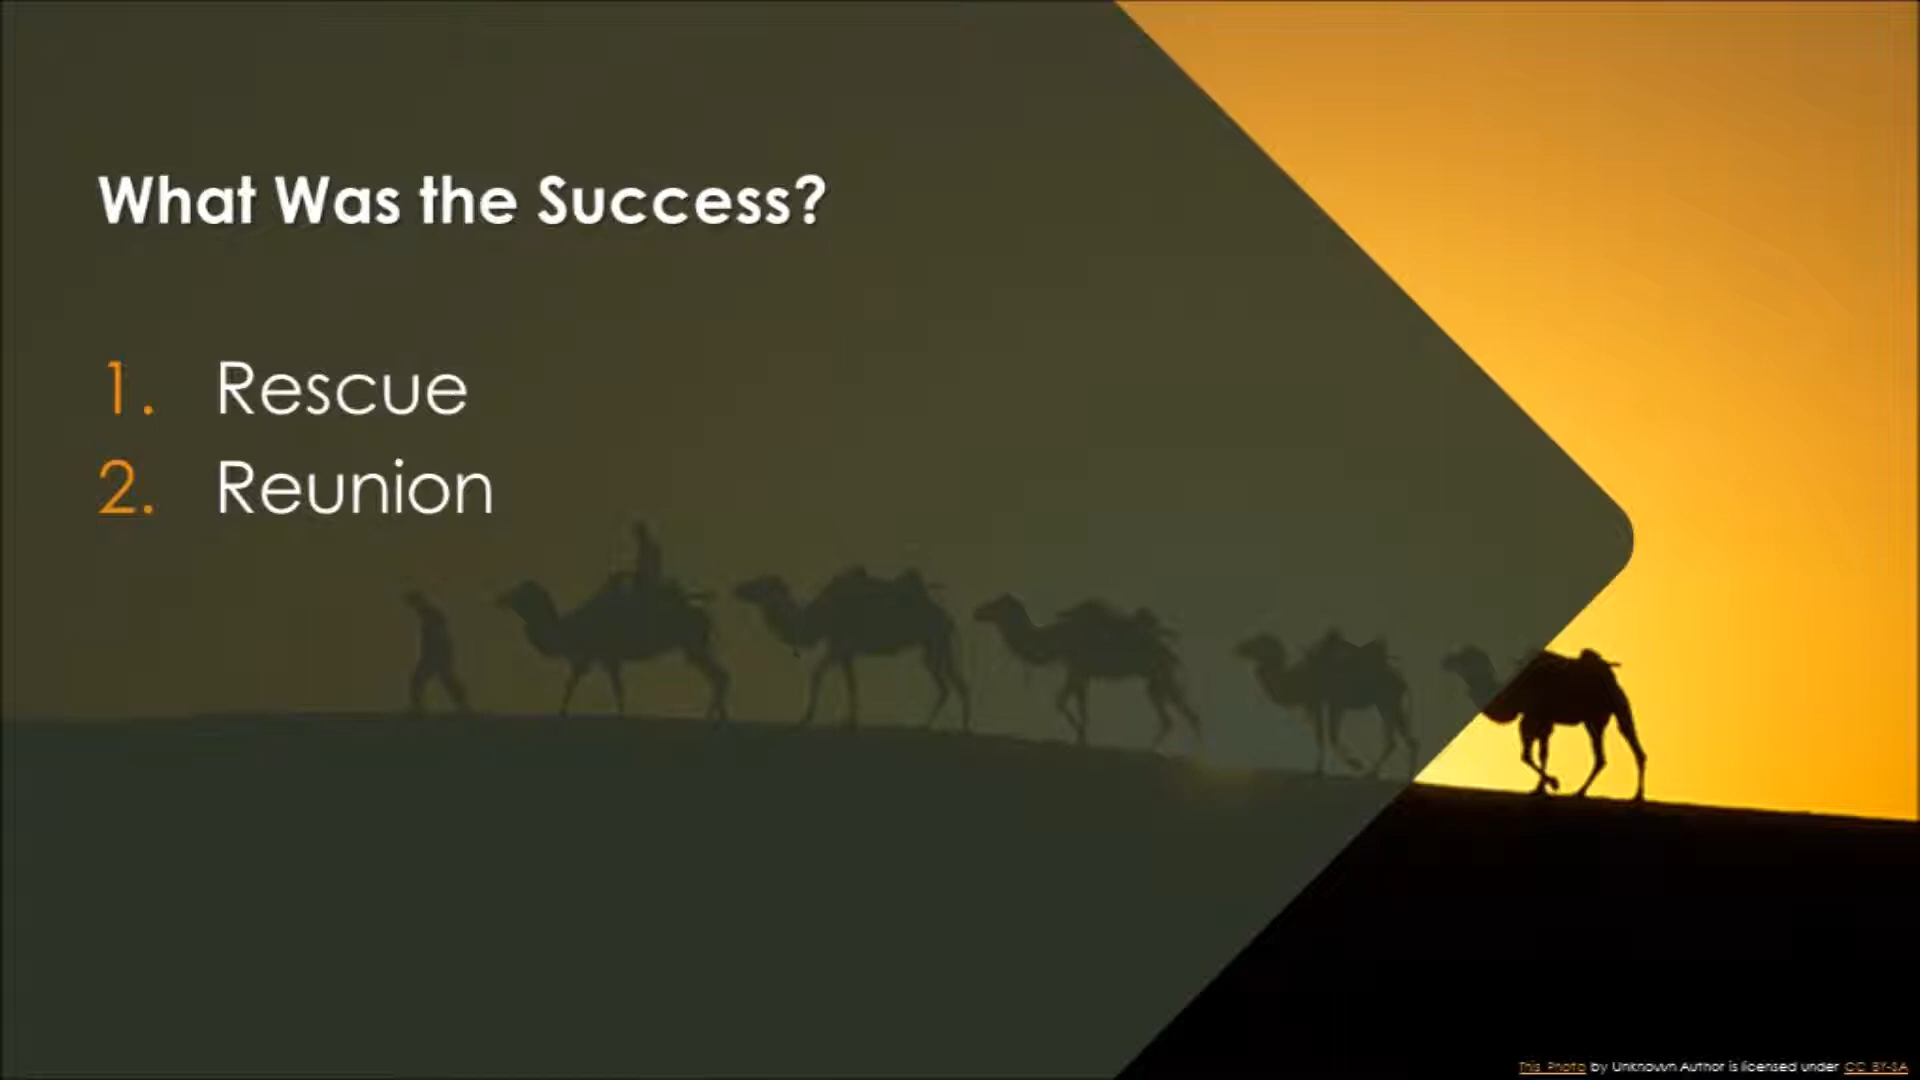 What Was the Success?
1. Rescue
2. Reunion
This Photo by Unknown Author is licensed under CC BY-SA